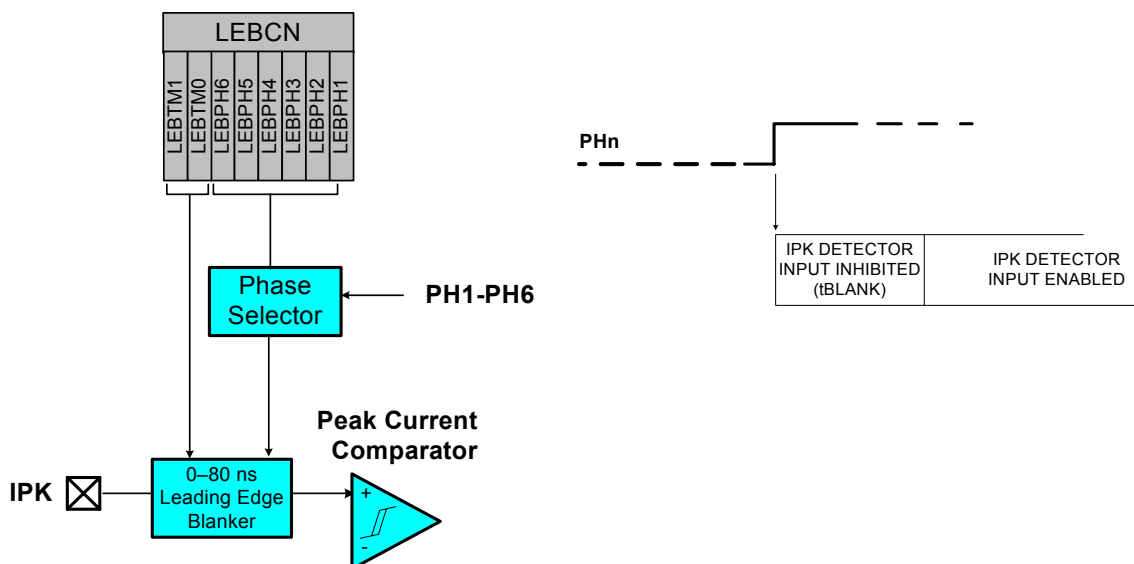 LEBCN
LEBTM1
LEBTM0
LEBPH6
LEBPH5
LEBPH4
LEBPH3
LEBPH2
LEBPH1
PHn
IPK DETECTOR
INPUT INHIBITED
(tBLANK)
IPK DETECTOR
INPUT ENABLED
Phase
Selector
PH1-PH6
Peak Current
Comparator
IPK
0–80 ns
Leading Edge
Blanker
+
-